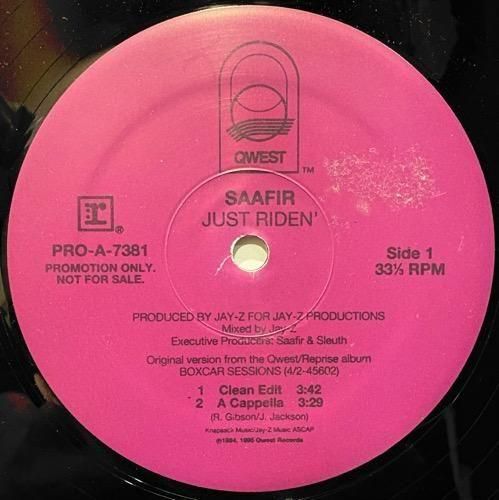 QWEST
TM
SAAFIR
JUST RIDEN'
r
®
PRO-A-7381
PROMOTION ONLY.
NOT FOR SALE.
Side 1
33⅓ RPM
PRODUCED BY JAY-Z FOR JAY-Z PRODUCTIONS
Mixed by Jay-Z
Executive Producers: Saafir & Sleuth
Original version from the Qwest/Reprise album
BOXCAR SESSIONS (4/2-45602)
1 Clean Edit 3:42
2 A Cappella 3:29
(R. Gibson/J. Jackson)
Knapsack Music/Jay-Z Music ASCAP
℗1994, 1995 Qwest Records